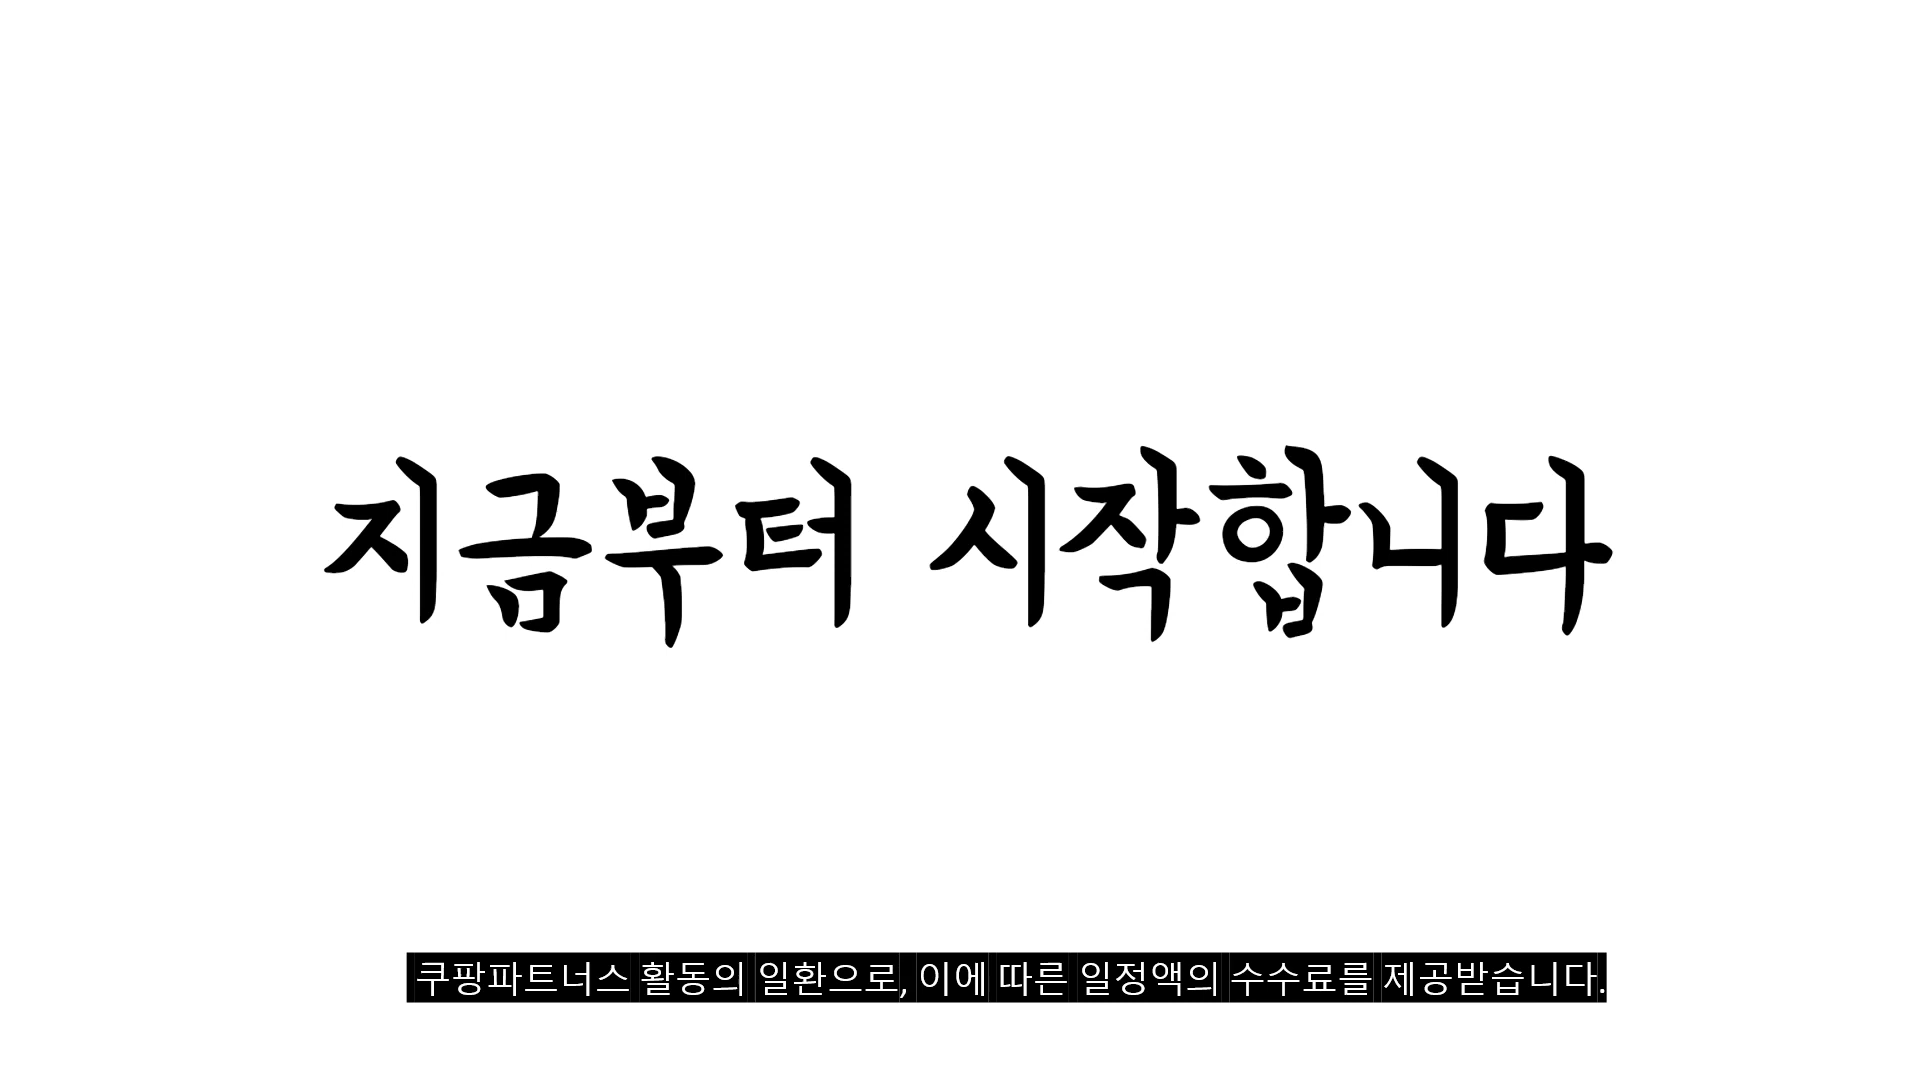 지금부터 시작합니다
쿠팡파트너스 활동의 일환으로, 이에 따른 일정액의 수수료를 제공받습니다.